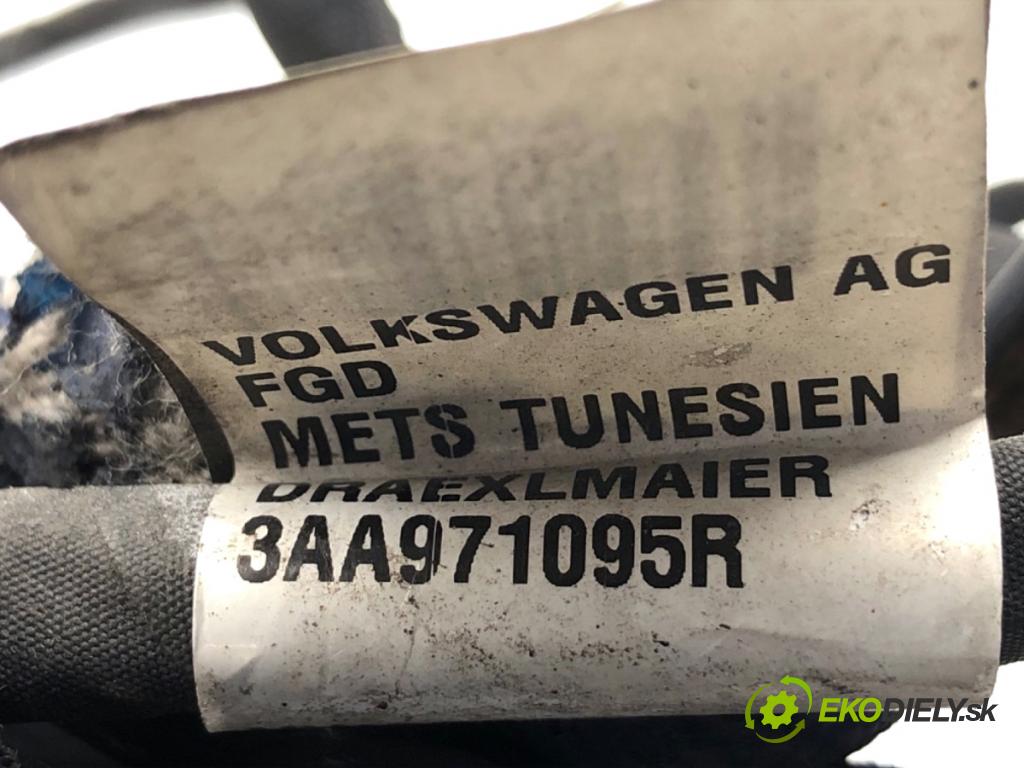 VOLKSWAGEN AG
FGD
METS TUNESIEN
DRAEXLMAIER
3AA971095R
EKODIELY.sk